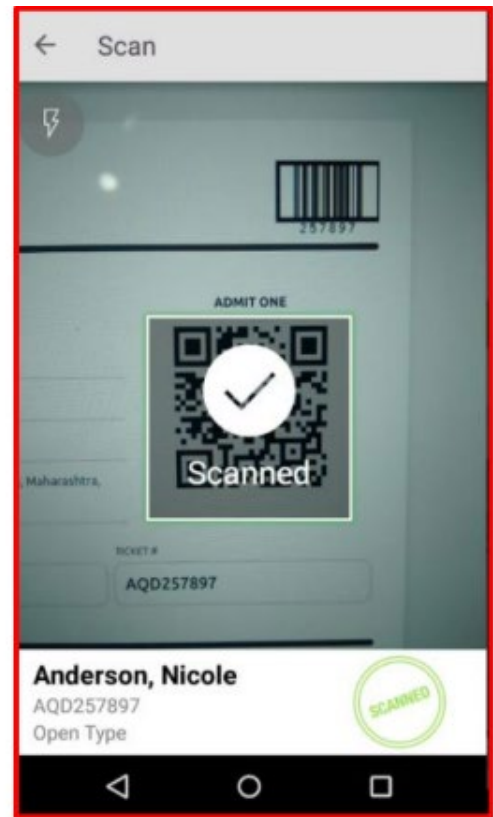 Scan
257897
ADMIT ONE
Scanned
, Maharashtra,
TICKET #
AQD257897
Anderson, Nicole
AQD257897
SCANNED
Open Type